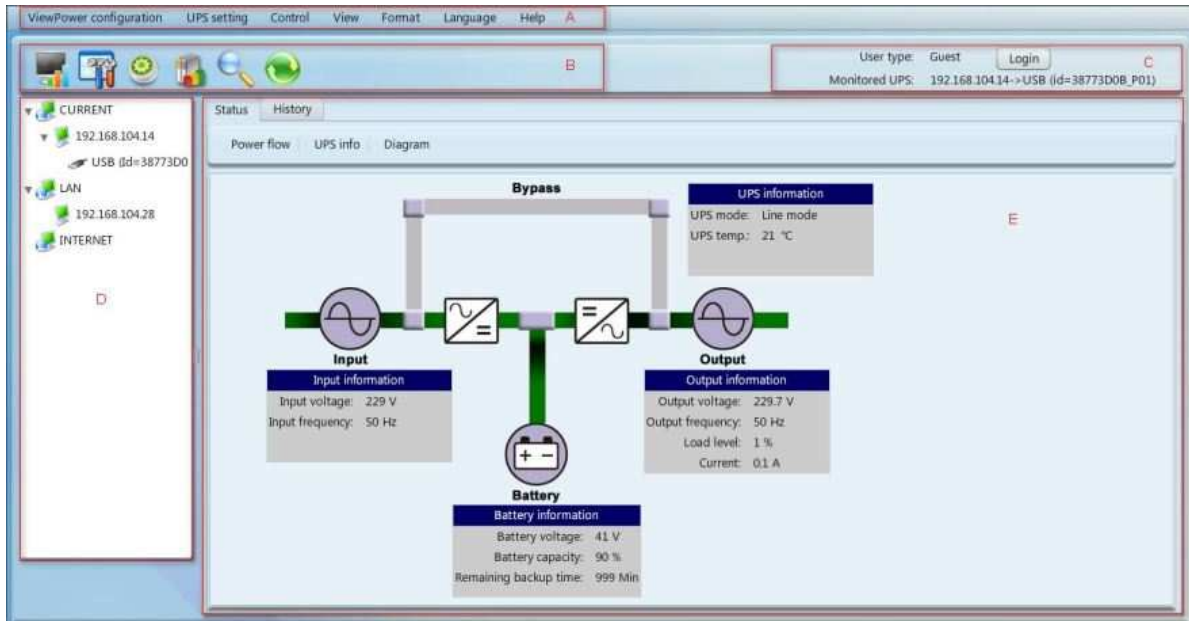 ViewPower configuration UPS setting Control View Format Language Help A
B
User type: Guest Login C
Monitored UPS: 192.168.104.14->USB (id=38773D0B_P01)
CURRENT
192.168.104.14
USB (Id=38773D0
LAN
192.168.104.28
INTERNET
D
Status History
Power flow UPS info Diagram
E
Bypass
UPS information
UPS mode: Line mode
UPS temp.: 21 °C
Input
Input information
Input voltage: 229 V
Input frequency: 50 Hz
Output
Output information
Output voltage: 229.7 V
Output frequency: 50 Hz
Load level: 1 %
Current: 0.1 A
Battery
Battery information
Battery voltage: 41 V
Battery capacity: 90 %
Remaining backup time: 999 Min